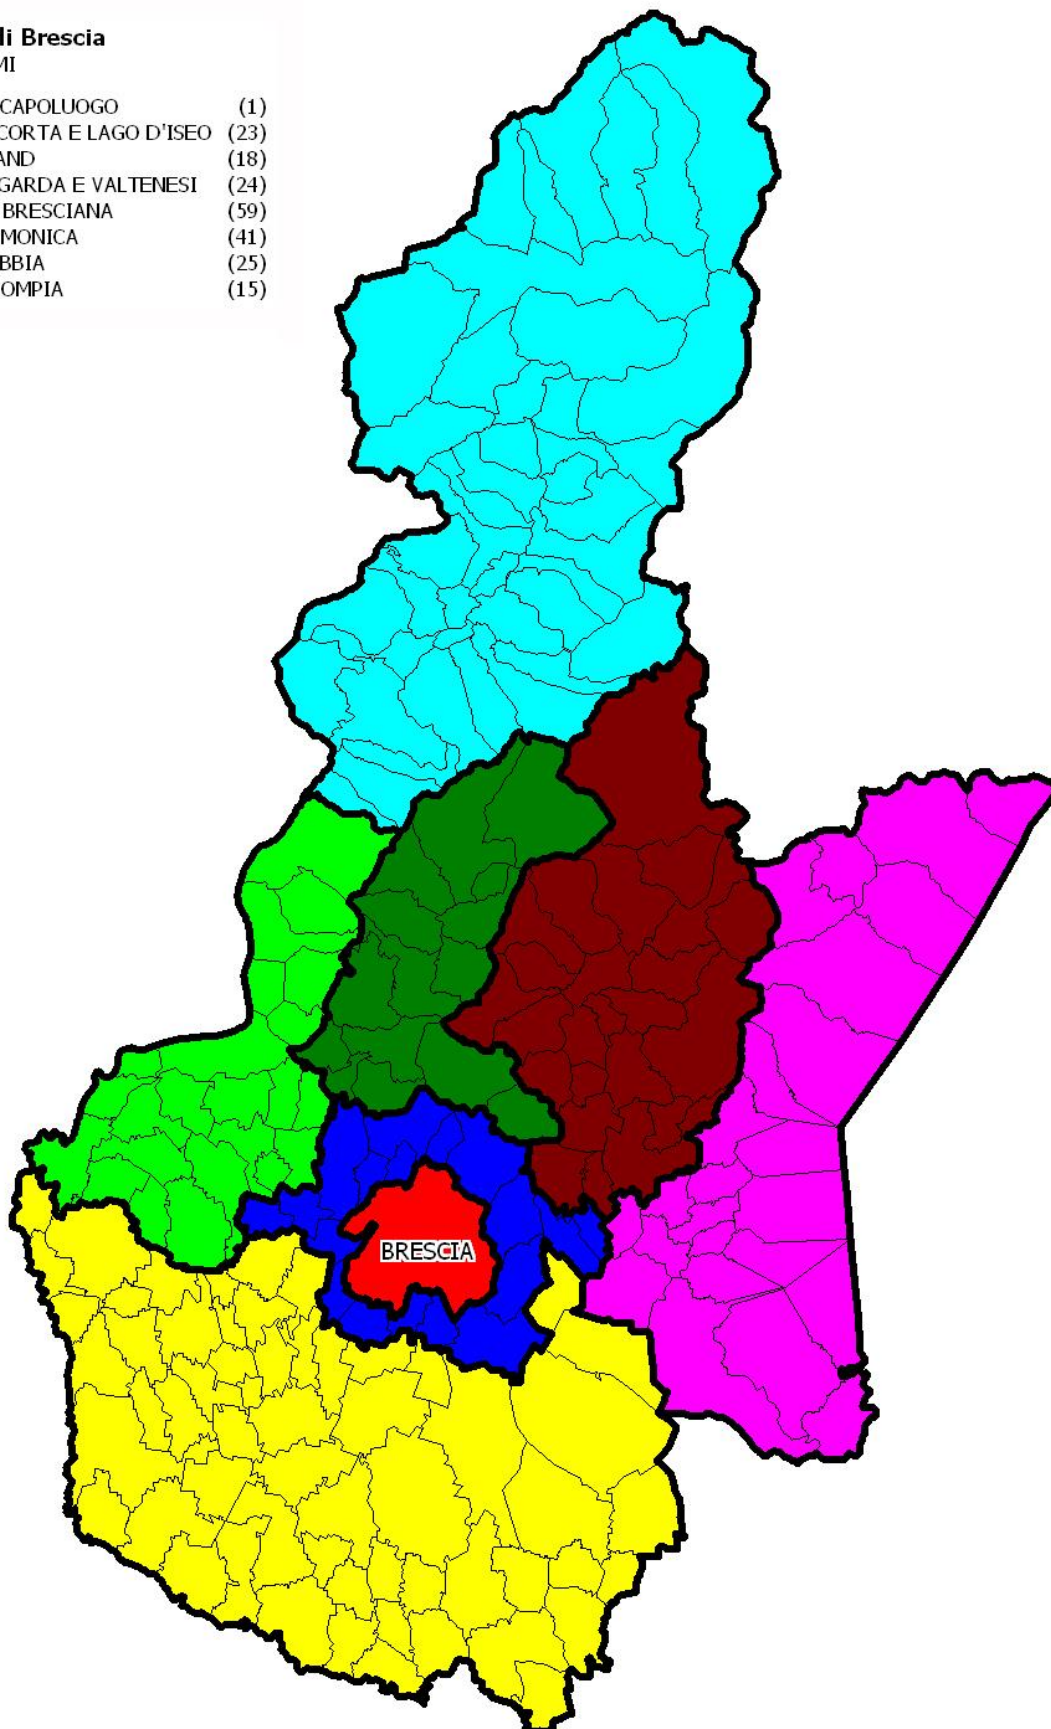 di Brescia
MI
CAPOLUOGO (1)
CORTA E LAGO D'ISEO (23)
AND (18)
GARDA E VALTENESI (24)
BRESCIANA (59)
MONICA (41)
BBIA (25)
OMPIA (15)
BRESCIA